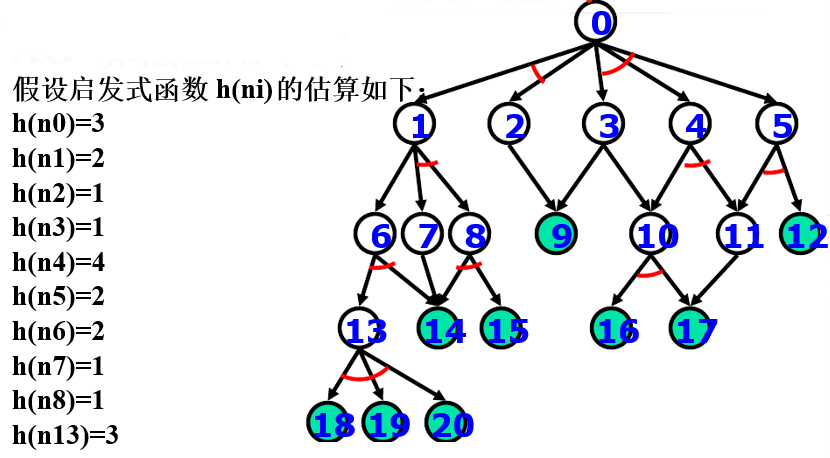 假设启发式函数 h(ni) 的估算如下：
h(n0)=3
h(n1)=2
h(n2)=1
h(n3)=1
h(n4)=4
h(n5)=2
h(n6)=2
h(n7)=1
h(n8)=1
h(n13)=3
0
1 2 3 4 5
6 7 8 9 10 11 12
13 14 15 16 17
18 19 20